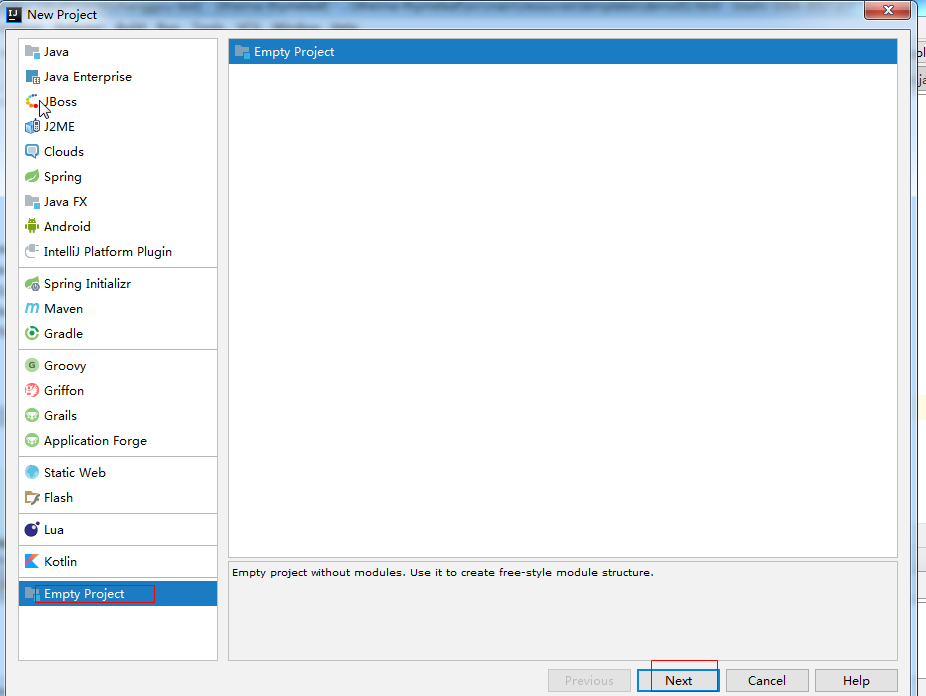 New Project
Java
Java Enterprise
JBoss
J2ME
Clouds
Spring
Java FX
Android
IntelliJ Platform Plugin
Spring Initializr
Maven
Gradle
Groovy
Griffon
Grails
Application Forge
Static Web
Flash
Lua
Kotlin
Empty Project
Empty Project
Empty project without modules. Use it to create free-style module structure.
Previous
Next
Cancel
Help